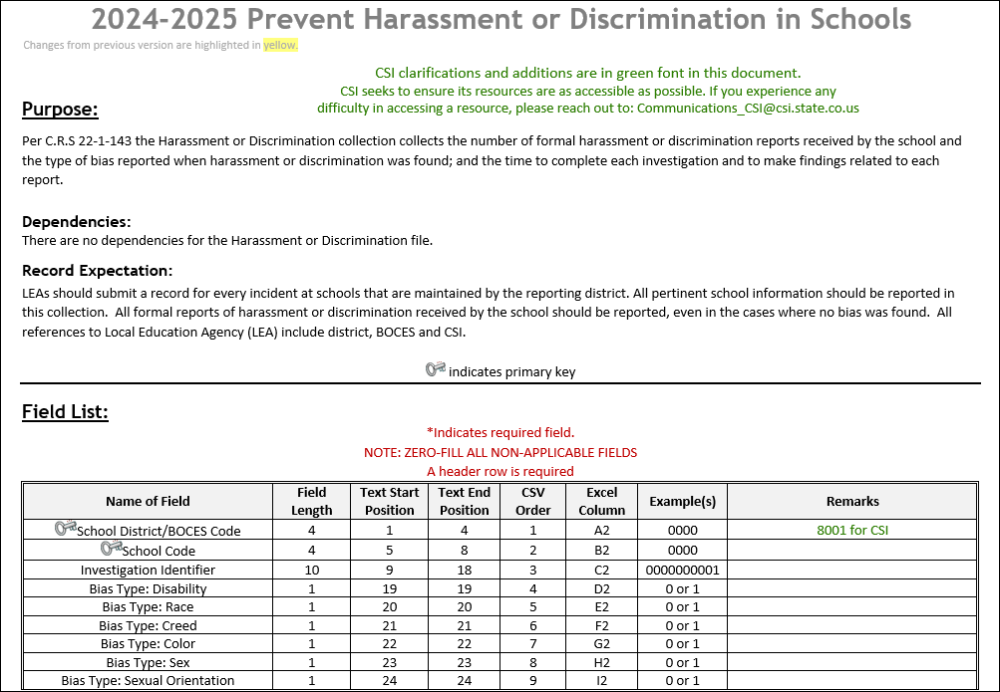 2024-2025 Prevent Harassment or Discrimination in Schools
Changes from previous version are highlighted in yellow.
CSI clarifications and additions are in green font in this document.
CSI seeks to ensure its resources are as accessible as possible. If you experience any
difficulty in accessing a resource, please reach out to: Communications_CSI@csi.state.co.us
Purpose:
Per C.R.S 22-1-143 the Harassment or Discrimination collection collects the number of formal harassment or discrimination reports received by the school and
the type of bias reported when harassment or discrimination was found; and the time to complete each investigation and to make findings related to each
report.
Dependencies:
There are no dependencies for the Harassment or Discrimination file.
Record Expectation:
LEAs should submit a record for every incident at schools that are maintained by the reporting district. All pertinent school information should be reported in
this collection.  All formal reports of harassment or discrimination received by the school should be reported, even in the cases where no bias was found.  All
references to Local Education Agency (LEA) include district, BOCES and CSI.
indicates primary key
Field List:
*Indicates required field.
NOTE: ZERO-FILL ALL NON-APPLICABLE FIELDS
A header row is required
Name of Field Field Length Text Start Position Text End Position CSV Order Excel Column Example(s) Remarks
School District/BOCES Code 4 1 4 1 A2 0000 8001 for CSI
School Code 4 5 8 2 B2 0000
Investigation Identifier 10 9 18 3 C2 0000000001
Bias Type: Disability 1 19 19 4 D2 0 or 1
Bias Type: Race 1 20 20 5 E2 0 or 1
Bias Type: Creed 1 21 21 6 F2 0 or 1
Bias Type: Color 1 22 22 7 G2 0 or 1
Bias Type: Sex 1 23 23 8 H2 0 or 1
Bias Type: Sexual Orientation 1 24 24 9 I2 0 or 1